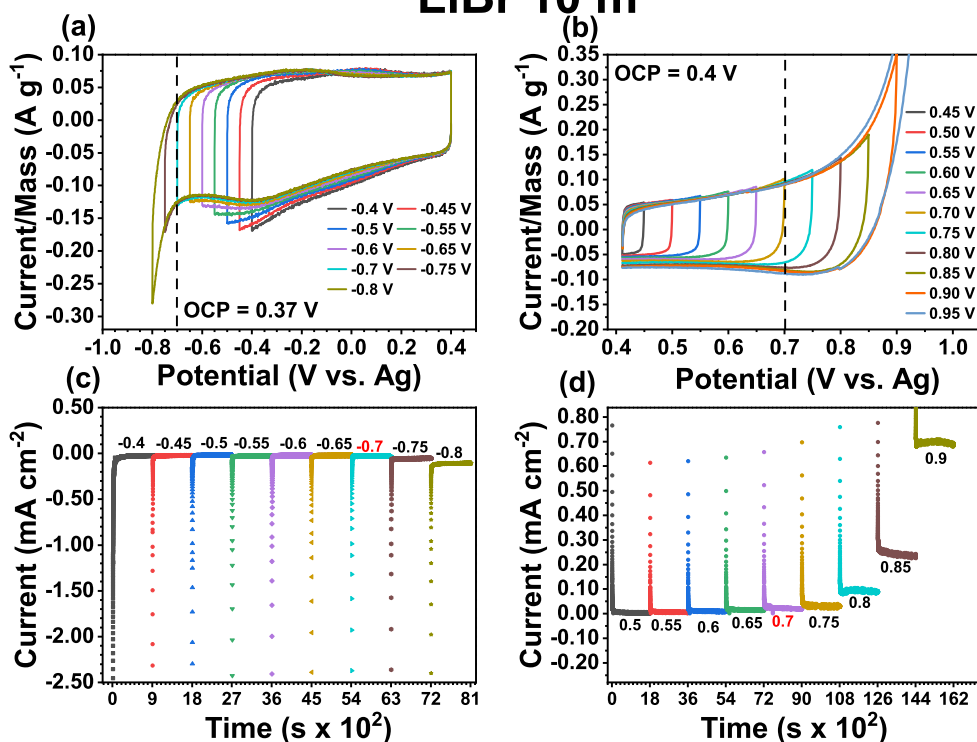 LiBr 10 m
(a)
(b)
Current/Mass (A g⁻¹)
0.10
0.05
0.00
-0.05
-0.10
-0.15
-0.20
-0.25
-0.30
-0.4 V
-0.45 V
-0.5 V
-0.55 V
-0.6 V
-0.65 V
-0.7 V
-0.75 V
-0.8 V
OCP = 0.37 V
-1.0 -0.8 -0.6 -0.4 -0.2 0.0 0.2 0.4
Potential (V vs. Ag)
Current/Mass (A g⁻¹)
0.35
0.30
0.25
0.20
0.15
0.10
0.05
0.00
-0.05
-0.10
-0.15
-0.20
OCP = 0.4 V
0.45 V
0.50 V
0.55 V
0.60 V
0.65 V
0.70 V
0.75 V
0.80 V
0.85 V
0.90 V
0.95 V
0.4 0.5 0.6 0.7 0.8 0.9 1.0
Potential (V vs. Ag)
(c)
(d)
Current (mA cm⁻²)
0.50
0.00
-0.50
-1.00
-1.50
-2.00
-2.50
-0.4 -0.45 -0.5 -0.55 -0.6 -0.65 -0.7 -0.75 -0.8
0 9 18 27 36 45 54 63 72 81
Time (s x 10²)
Current (mA cm⁻²)
0.80
0.70
0.60
0.50
0.40
0.30
0.20
0.10
0.00
-0.10
-0.20
0.5 0.55 0.6 0.65 0.7 0.75 0.8 0.85 0.9
0 18 36 54 72 90 108 126 144 162
Time (s x 10²)